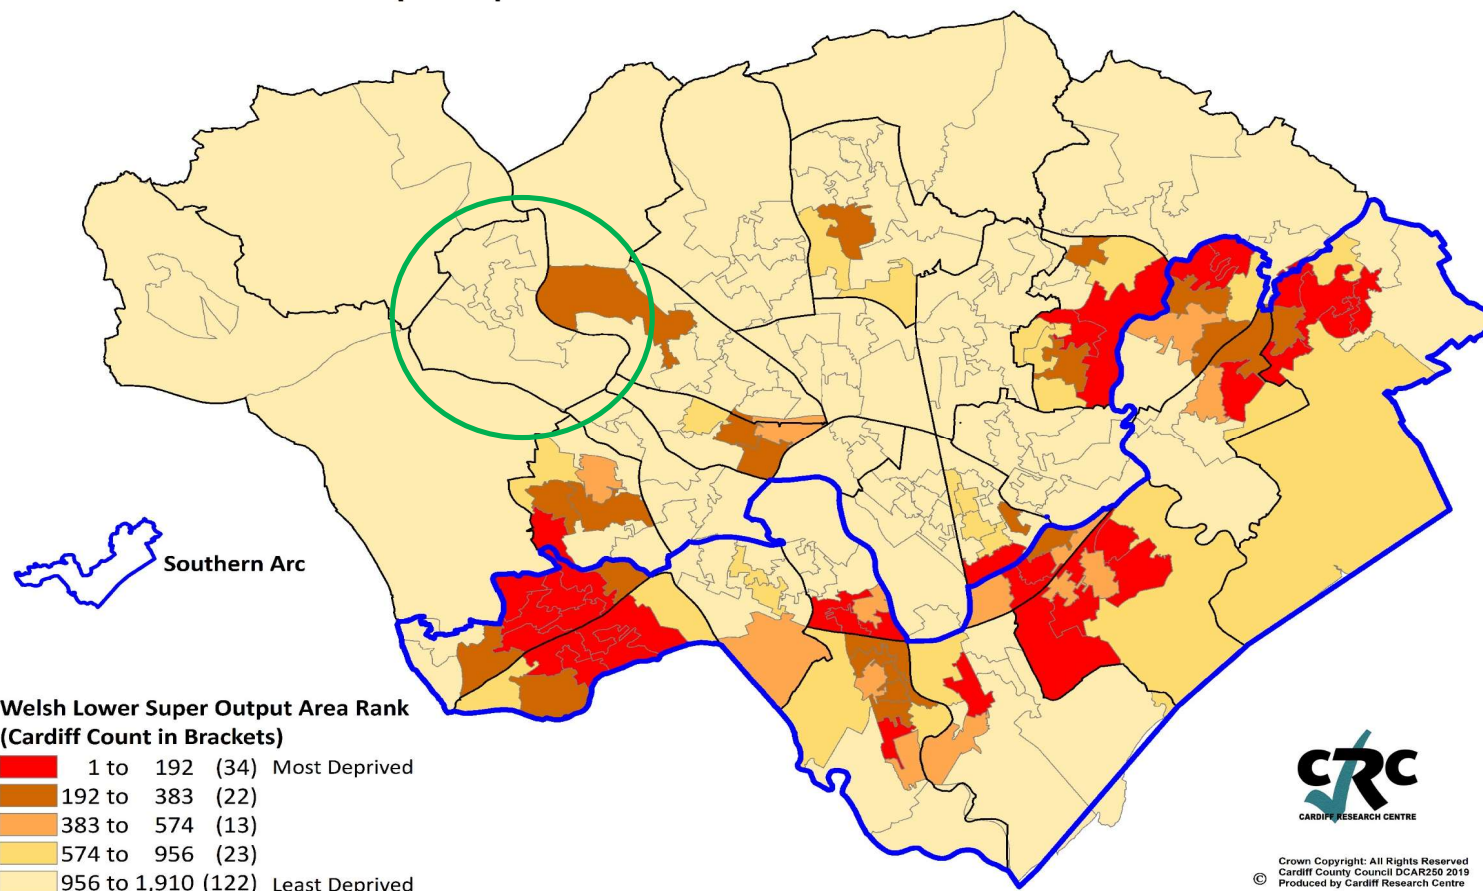 Southern Arc
Welsh Lower Super Output Area Rank
(Cardiff Count in Brackets)
1 to 192 (34) Most Deprived
192 to 383 (22)
383 to 574 (13)
574 to 956 (23)
956 to 1,910 (122) Least Deprived
CRC
CARDIFF RESEARCH CENTRE
Crown Copyright: All Rights Reserved
Cardiff County Council DCAR250 2019
© Produced by Cardiff Research Centre